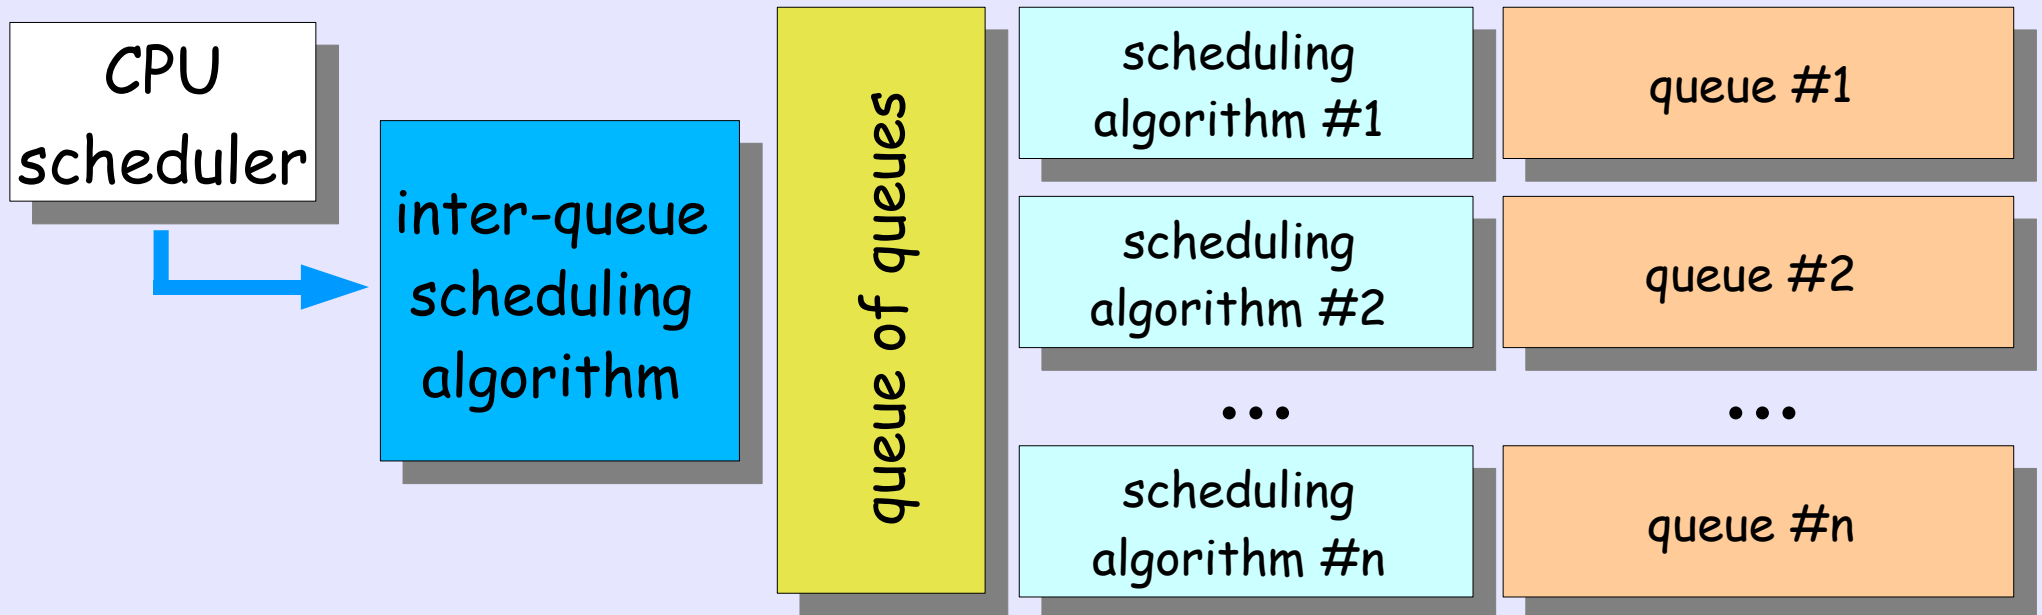 CPU
scheduler
inter-queue
scheduling
algorithm
queue of queues
scheduling
algorithm #1
queue #1
scheduling
algorithm #2
queue #2
...
...
scheduling
algorithm #n
queue #n